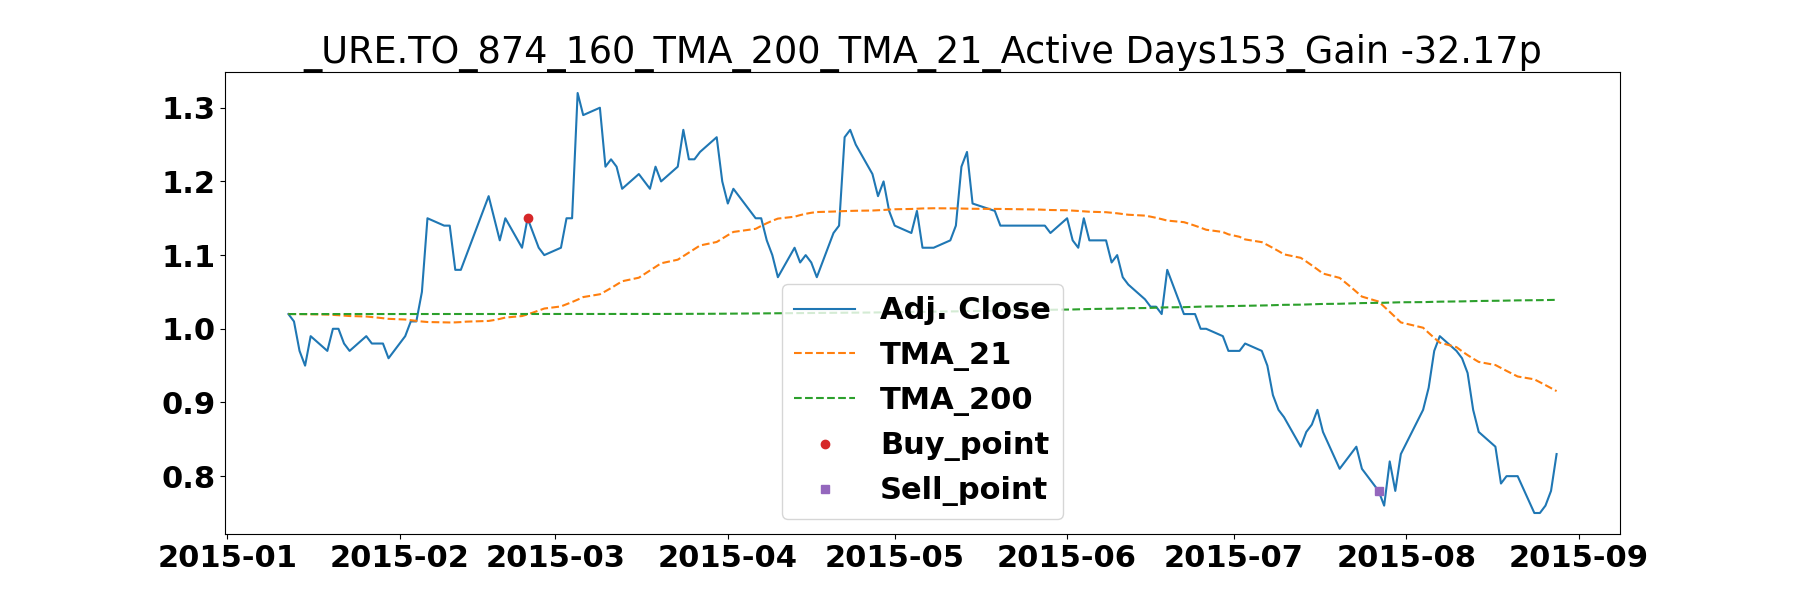 _URE.TO_874_160_TMA_200_TMA_21_Active Days153_Gain -32.17p
1.3
1.2
1.1
1.0
0.9
0.8
Adj. Close
TMA_21
TMA_200
Buy_point
Sell_point
2015-01 2015-02 2015-03 2015-04 2015-05 2015-06 2015-07 2015-08 2015-09